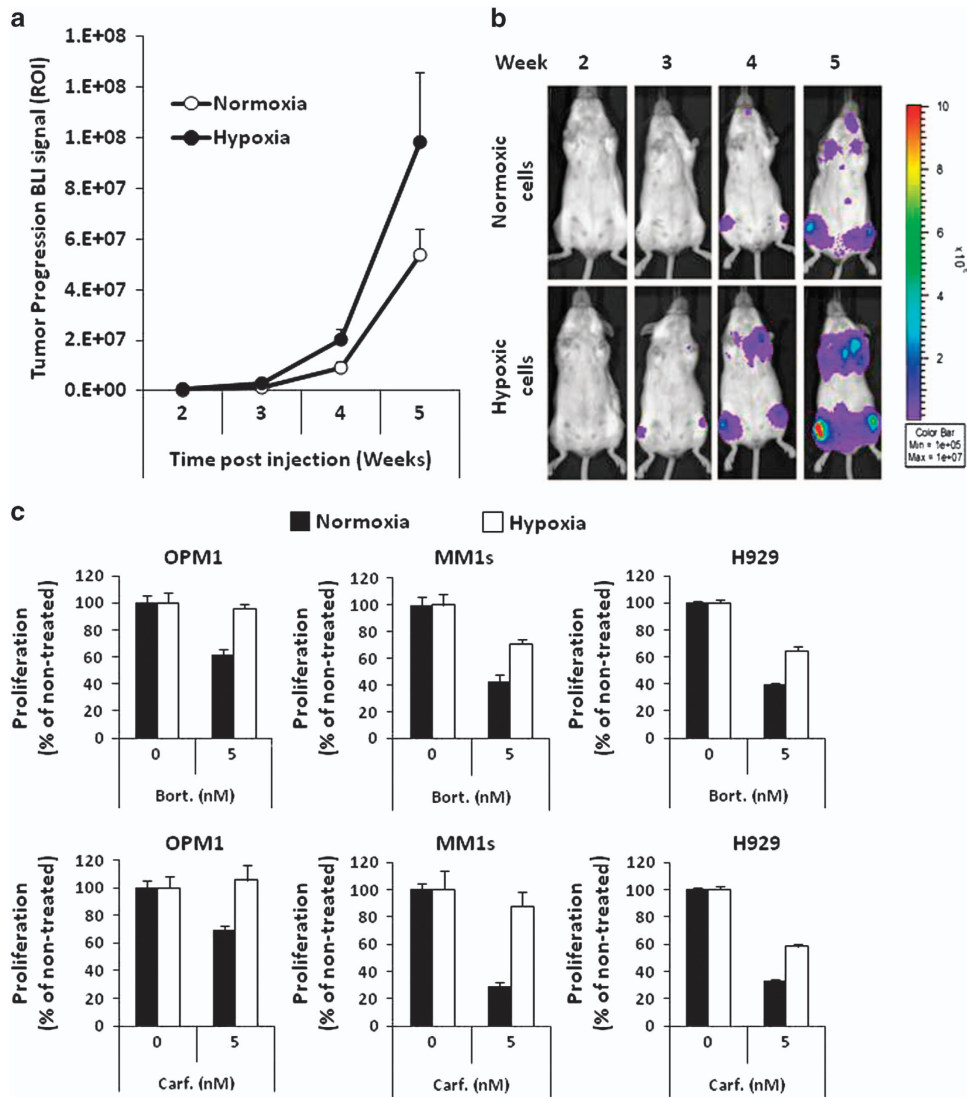 a
1.E+08
1.E+08
1.E+08
8.E+07
6.E+07
4.E+07
2.E+07
0.E+00
Tumor Progression BLI signal (ROI)
Normoxia
Hypoxia
2 3 4 5
Time post injection (Weeks)
b
Week 2 3 4 5
Normoxic
cells
Hypoxic
cells
10
8
6
4
2
Color Bar
Min = 1e+05
Max = 1e+07
c
Normoxia Hypoxia
OPM1
Proliferation
(% of non-treated)
120
100
80
60
40
20
0
0 5
Bort. (nM)
MM1s
Proliferation
(% of non-treated)
120
100
80
60
40
20
0
0 5
Bort. (nM)
H929
Proliferation
(% of non-treated)
120
100
80
60
40
20
0
0 5
Bort. (nM)
OPM1
Proliferation
(% of non-treated)
120
100
80
60
40
20
0
0 5
Carf. (nM)
MM1s
Proliferation
(% of non-treated)
120
100
80
60
40
20
0
0 5
Carf. (nM)
H929
Proliferation
(% of non-treated)
120
100
80
60
40
20
0
0 5
Carf. (nM)